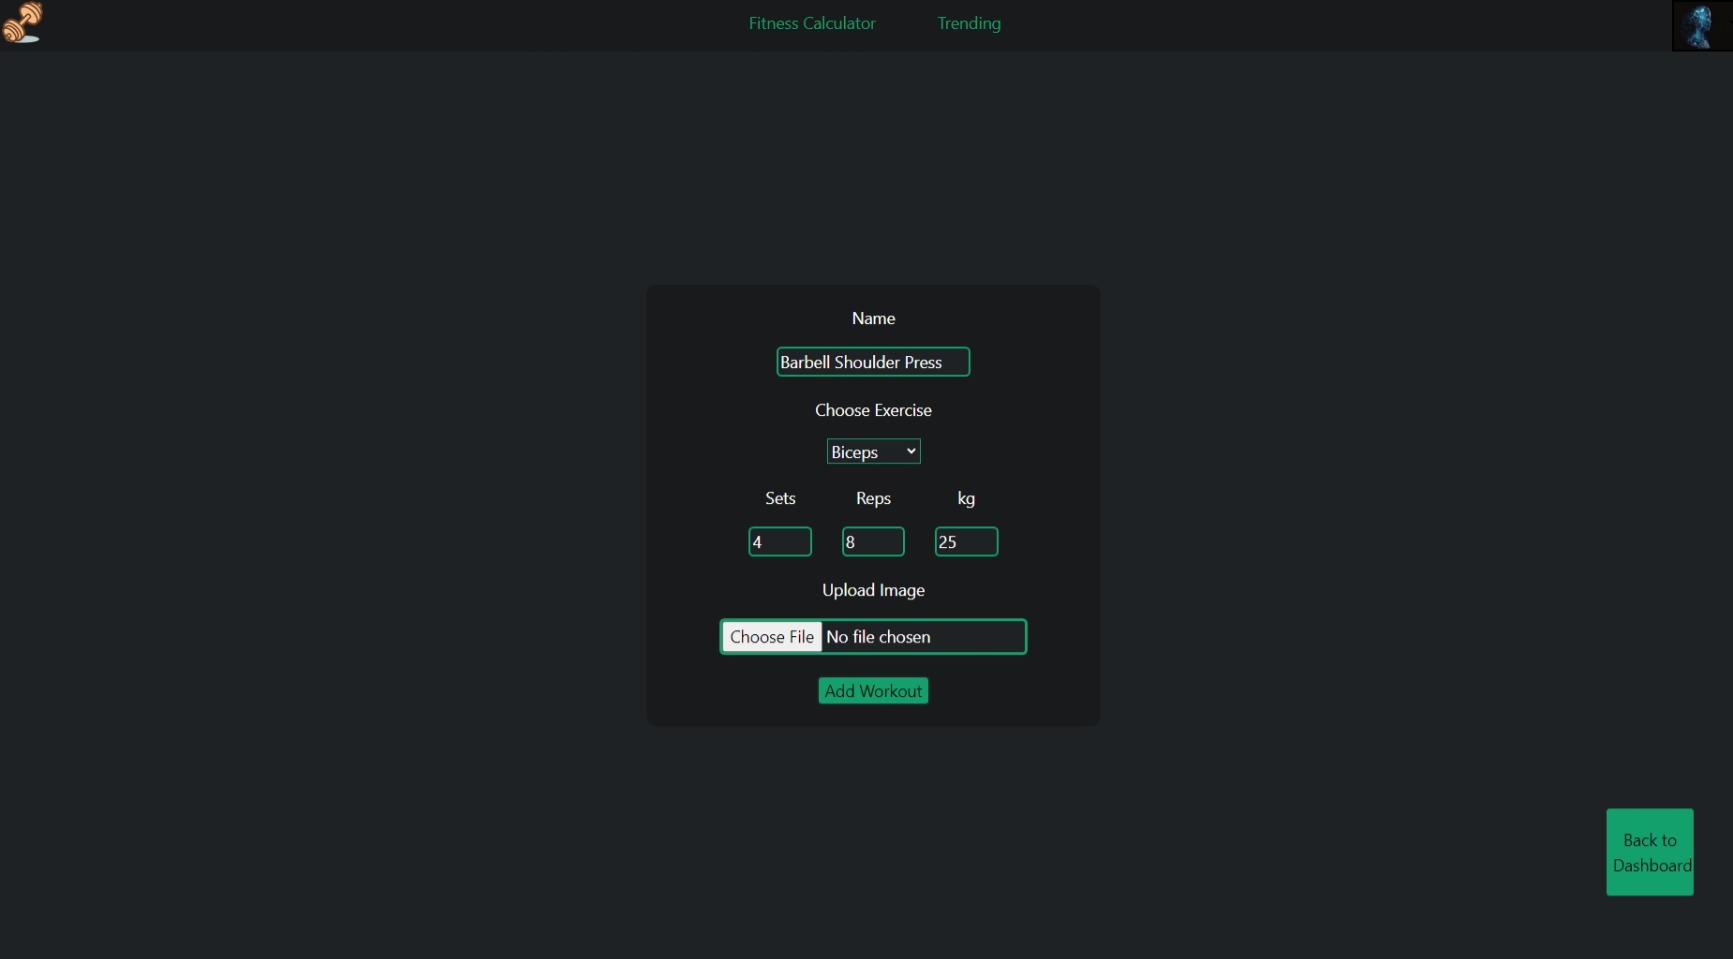 Fitness Calculator Trending
Name
Barbell Shoulder Press
Choose Exercise
Biceps
Sets Reps kg
4 8 25
Upload Image
Choose File No file chosen
Add Workout
Back to
Dashboard